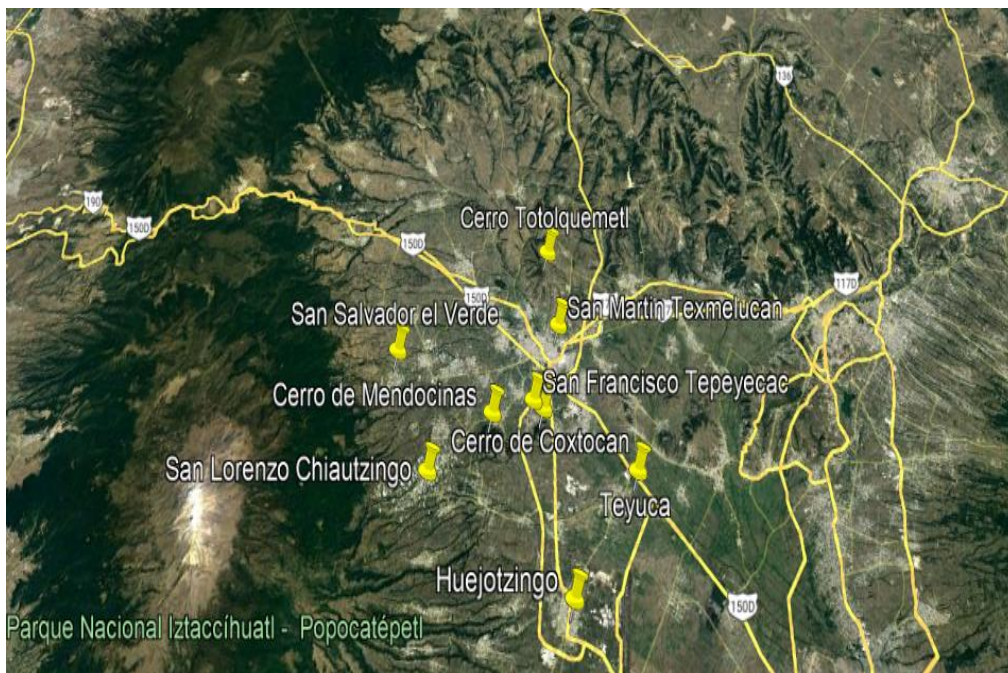 136
190
150D
150D
Cerro Totolquemetl
117D
150D
San Salvador el Verde
San Martin Texmelucan
Cerro de Mendocinas
San Francisco Tepeyecac
Cerro de Coxtocan
San Lorenzo Chiautzingo
Teyuca
Huejotzingo
150D
Parque Nacional Iztaccíhuatl - Popocatépetl